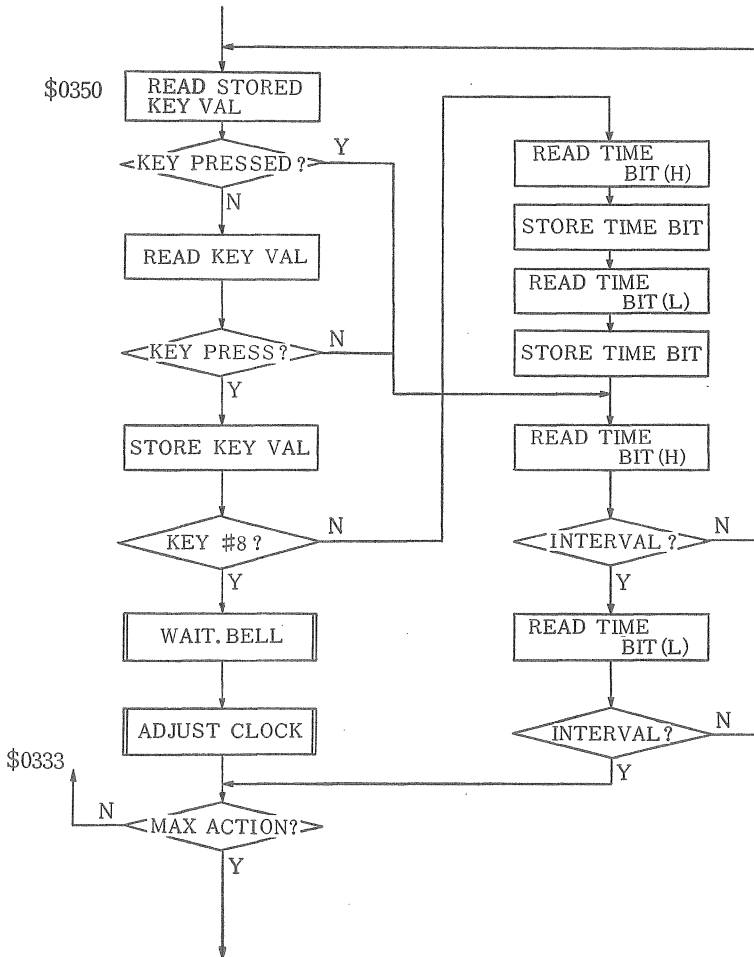 $0350
READ STORED
KEY VAL
KEY PRESSED?
Y
N
READ KEY VAL
KEY PRESS?
N
Y
STORE KEY VAL
KEY #8?
N
Y
WAIT.BELL
ADJUST CLOCK
$0333
N
MAX ACTION?
Y
READ TIME
BIT(H)
STORE TIME BIT
READ TIME
BIT(L)
STORE TIME BIT
READ TIME
BIT(H)
INTERVAL?
N
Y
READ TIME
BIT(L)
INTERVAL?
N
Y